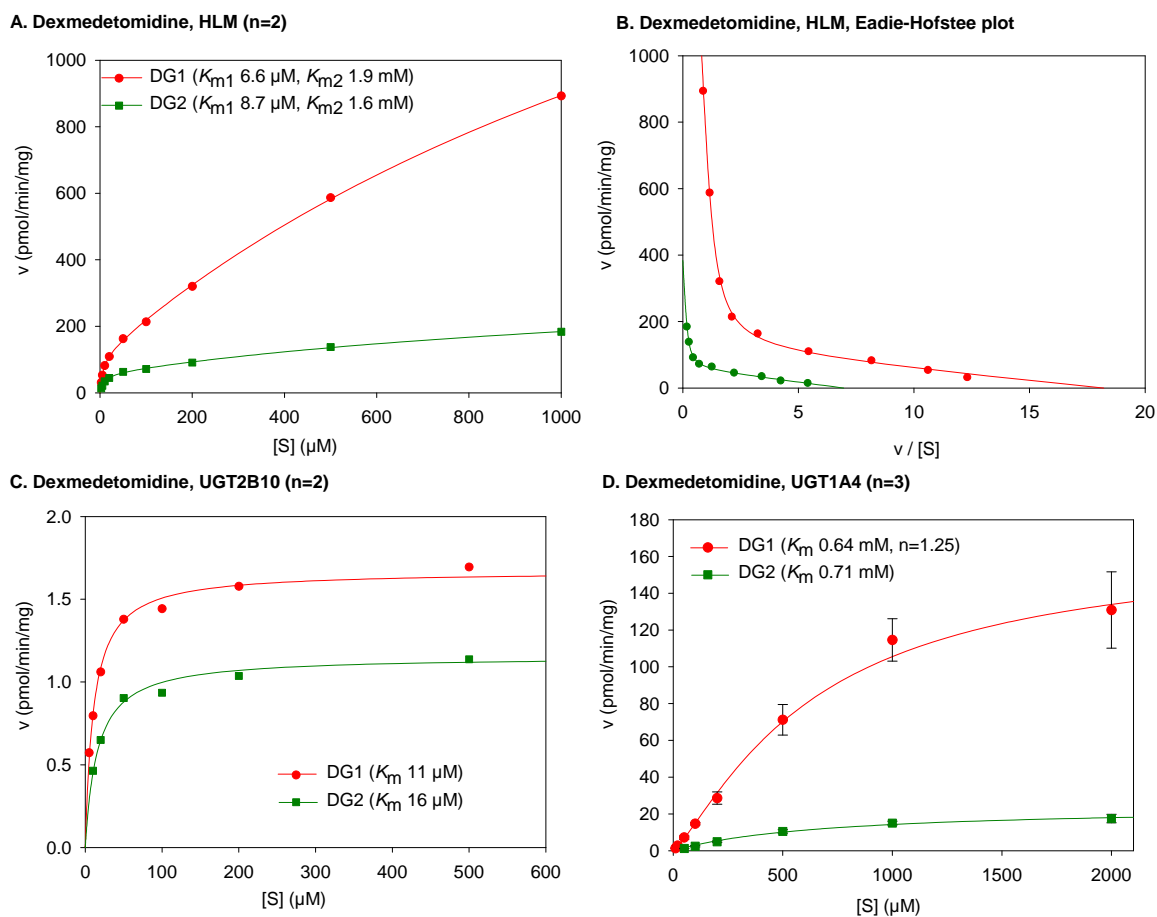 A. Dexmedetomidine, HLM (n=2)
1000
800
600
400
200
0
v (pmol/min/mg)
DG1 (Km1 6.6 µM, Km2 1.9 mM)
DG2 (Km1 8.7 µM, Km2 1.6 mM)
0 200 400 600 800 1000
[S] (µM)
B. Dexmedetomidine, HLM, Eadie-Hofstee plot
1000
800
600
400
200
0
v (pmol/min/mg)
0 5 10 15 20
v / [S]
C. Dexmedetomidine, UGT2B10 (n=2)
2.0
1.5
1.0
0.5
0.0
v (pmol/min/mg)
DG1 (Km 11 µM)
DG2 (Km 16 µM)
0 100 200 300 400 500 600
[S] (µM)
D. Dexmedetomidine, UGT1A4 (n=3)
180
160
140
120
100
80
60
40
20
0
v (pmol/min/mg)
DG1 (Km 0.64 mM, n=1.25)
DG2 (Km 0.71 mM)
0 500 1000 1500 2000
[S] (µM)